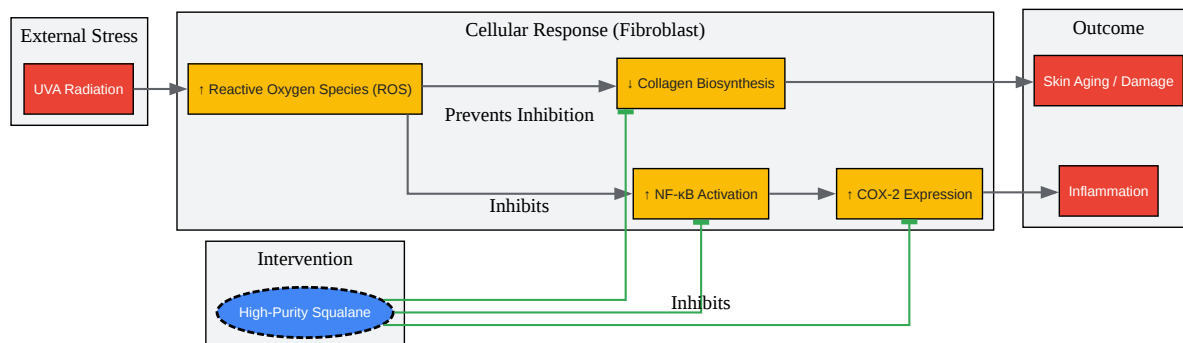 External Stress
UVA Radiation
Cellular Response (Fibroblast)
↑ Reactive Oxygen Species (ROS)
↓ Collagen Biosynthesis
Prevents Inhibition
↑ NF-κB Activation
↑ COX-2 Expression
Inhibits
Outcome
Skin Aging / Damage
Inflammation
Intervention
High-Purity Squalane
Inhibits